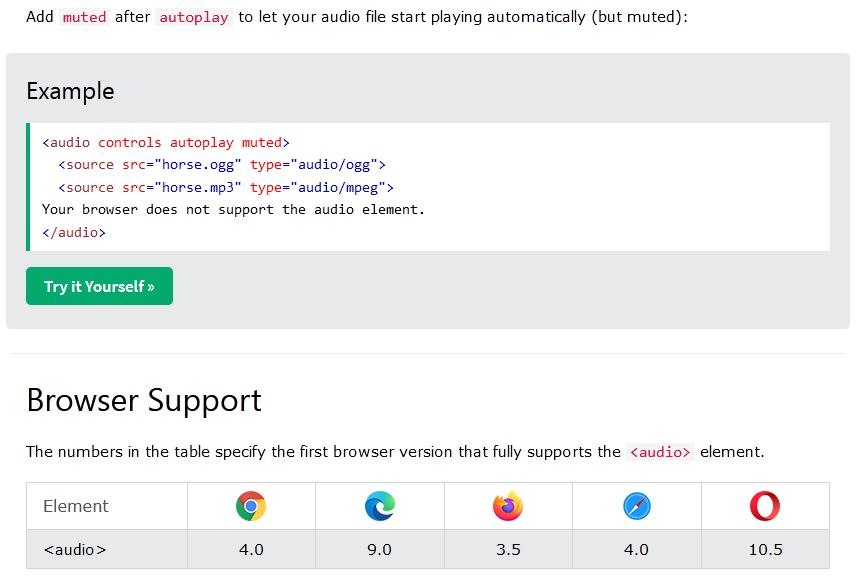 Add muted after autoplay to let your audio file start playing automatically (but muted):
Example
<audio controls autoplay muted>
  <source src="horse.ogg" type="audio/ogg">
  <source src="horse.mp3" type="audio/mpeg">
Your browser does not support the audio element.
</audio>
Try it Yourself »
Browser Support
The numbers in the table specify the first browser version that fully supports the <audio> element.
Element
<audio> 4.0 9.0 3.5 4.0 10.5